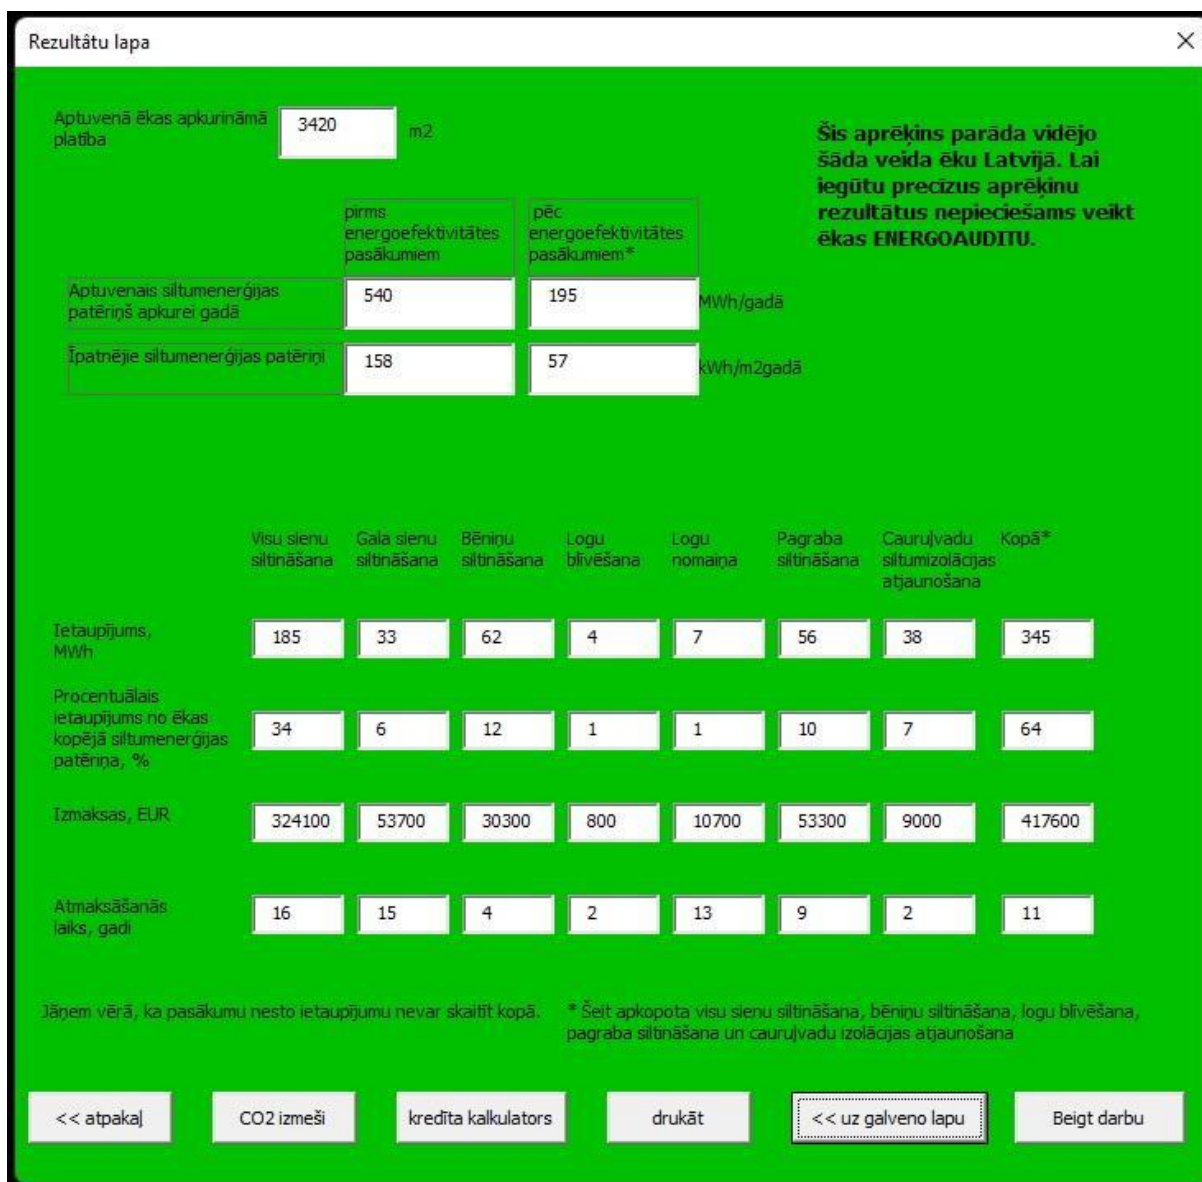 Rezultâtu lapa
Aptuvenā ēkas apkurināmā
platība
3420
m2
Šis aprēķins parāda vidējo
šāda veida ēku Latvijā. Lai
iegūtu precīzus aprēķinu
rezultātus nepieciešams veikt
ēkas ENERGOAUDITU.
pirms
energoefektivitātes
pasākumiem
pēc
energoefektivitātes
pasākumiem*
Aptuvenais siltumenerģijas
patēriņš apkurei gadā
540
195
MWh/gadā
Īpatnējie siltumenerģijas patēriņi
158
57
kWh/m2gadā
Visu sienu
siltināšana
Gala sienu
siltināšana
Bēniņu
siltināšana
Logu
blīvēšana
Logu
nomaiņa
Pagraba
siltināšana
Cauruļvadu
siltumizolācijas
atjaunošana
Kopā*
Ietaupījums,
MWh
185
33
62
4
7
56
38
345
Procentuālais
ietaupījums no ēkas
kopējā siltumenerģijas
patēriņa, %
34
6
12
1
1
10
7
64
Izmaksas, EUR
324100
53700
30300
800
10700
53300
9000
417600
Atmaksāšanās
laiks, gadi
16
15
4
2
13
9
2
11
Jāņem vērā, ka pasākumu nesto ietaupījumu nevar skaitīt kopā.
* Šeit apkopota visu sienu siltināšana, bēniņu siltināšana, logu blīvēšana,
pagraba siltināšana un cauruļvadu izolācijas atjaunošana
<< atpakaļ
CO2 izmeši
kredīta kalkulators
drukāt
<< uz galveno lapu
Beigt darbu